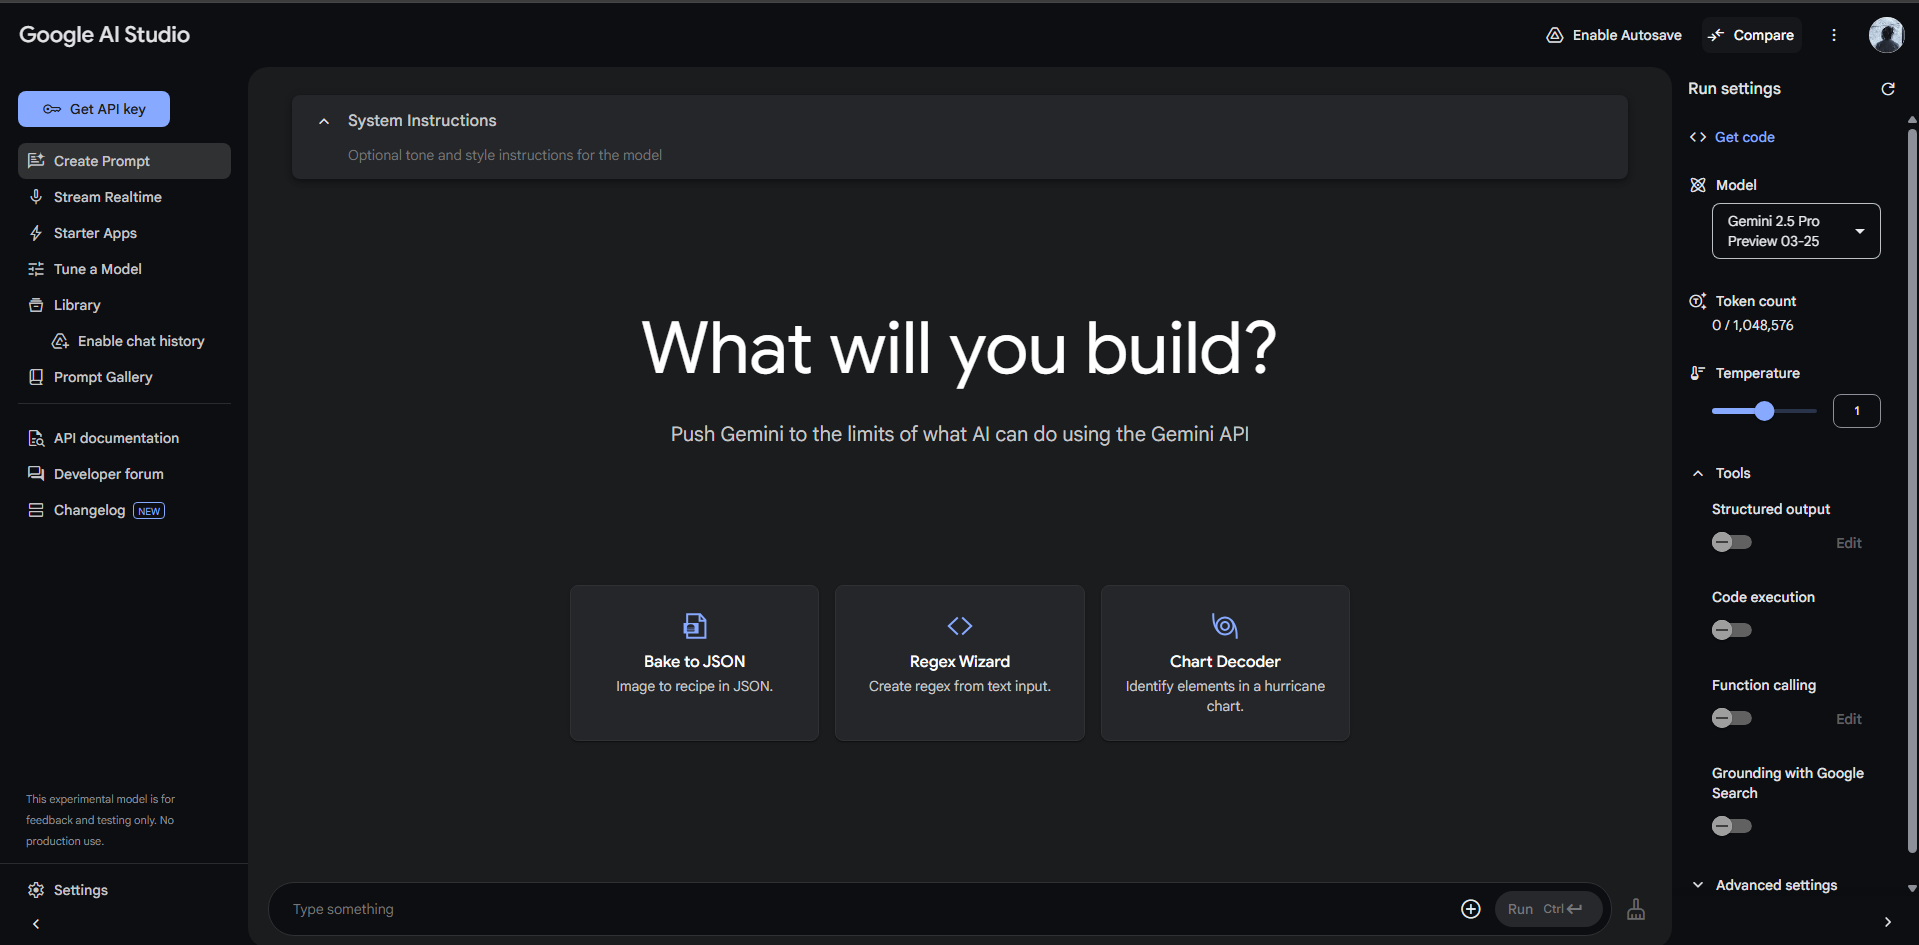 Google AI Studio
Enable Autosave
Compare
Get API key
Create Prompt
Stream Realtime
Starter Apps
Tune a Model
Library
Enable chat history
Prompt Gallery
API documentation
Developer forum
Changelog NEW
This experimental model is for
feedback and testing only. No
production use.
Settings
System Instructions
Optional tone and style instructions for the model
What will you build?
Push Gemini to the limits of what AI can do using the Gemini API
Bake to JSON
Image to recipe in JSON.
Regex Wizard
Create regex from text input.
Chart Decoder
Identify elements in a hurricane
chart.
Type something
Run Ctrl
Run settings
Get code
Model
Gemini 2.5 Pro
Preview 03-25
Token count
0 / 1,048,576
Temperature
1
Tools
Structured output
Edit
Code execution
Function calling
Edit
Grounding with Google
Search
Advanced settings